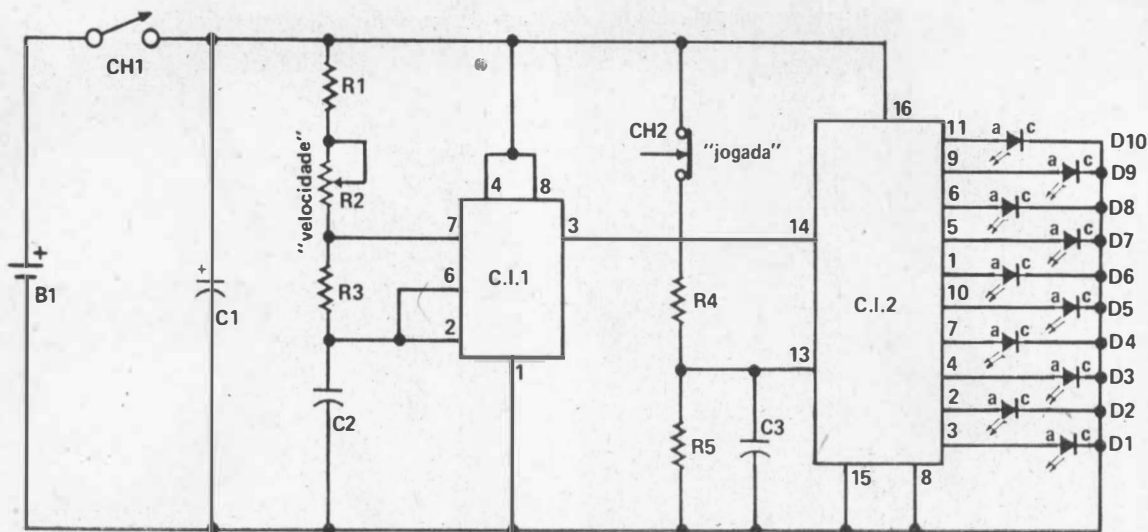 CH1
+
B1
+
C1
R1
"velocidade"
R2
R3
C2
4 8
7
6
2
3
1
C.I.1
CH2
"jogada"
R4
R5
C3
14
13
16
C.I.2
15 8
11 a c D10
9 a c D9
6 a c D8
5 a c D7
1 a c D6
10 a c D5
7 a c D4
4 a c D3
2 a c D2
3 a c D1